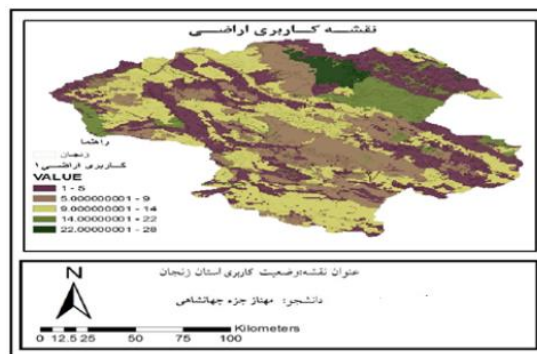 نقشه کاربری اراضی
راهنما
زنجان
کاربری اراضی۱
VALUE
1 - 5
5.000000001 - 9
9.000000001 - 14
14.00000001 - 22
22.00000001 - 28
عنوان نقشه:وضعیت کاربری استان زنجان
دانشجو: مهناز جزء جهانشاهی
N
Kilometers
0 12.5 25 50 75 100